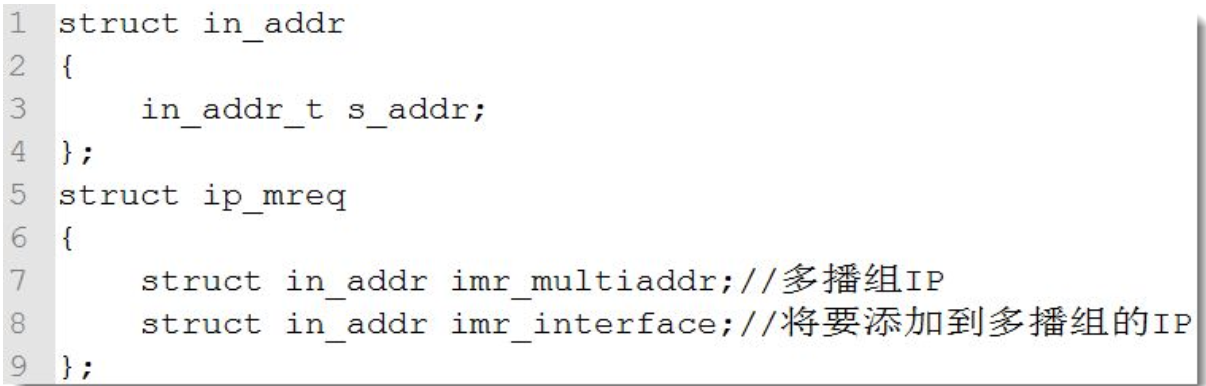 1 struct in_addr
2 {
3     in_addr_t s_addr;
4 };
5 struct ip_mreq
6 {
7     struct in_addr imr_multiaddr;//多播组IP
8     struct in_addr imr_interface;//将要添加到多播组的IP
9 };